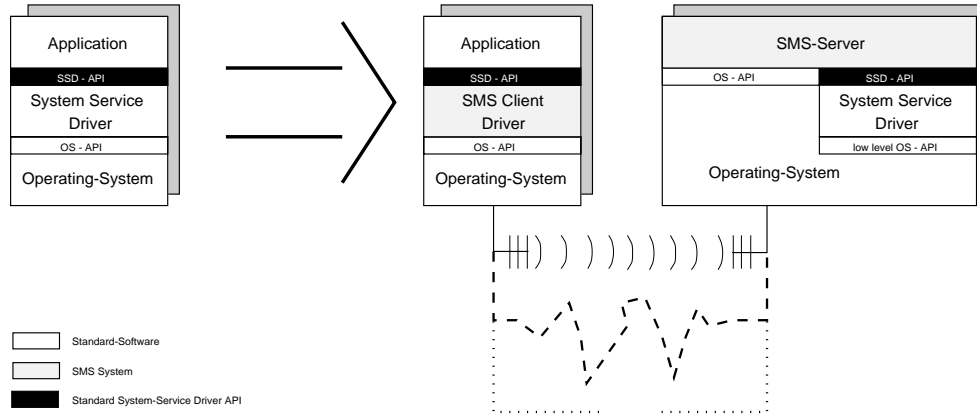 Application
SSD - API
System Service
Driver
OS - API
Operating-System
Application
SSD - API
SMS Client
Driver
OS - API
Operating-System
SMS-Server
OS - API
SSD - API
System Service
Driver
low level OS - API
Operating-System
Standard-Software
SMS System
Standard System-Service Driver API